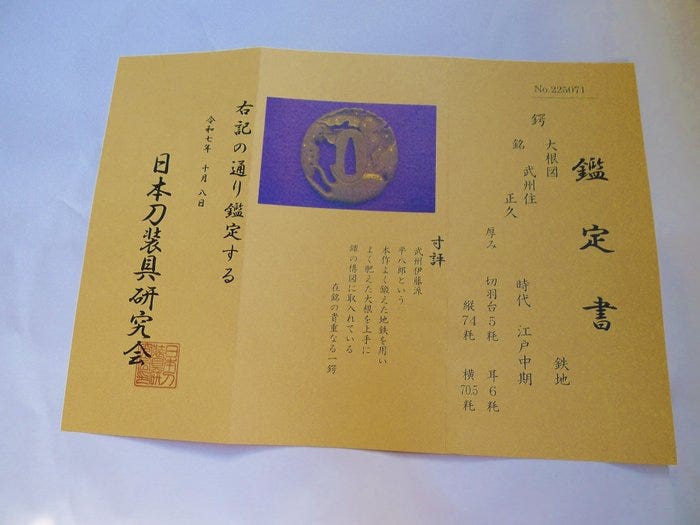 No.225071
鑑定書
鍔 大根図 鉄地
銘 武州住 正久
時代 江戸中期
厚み 切羽台5粍 耳6粍
縦74粍 横70.5粍
寸評
武州伊藤派
平八郎という
本作よく鍛えた地鉄を用い
よく肥えた大根を上手に
鐔の構図に取入れている
在銘の貴重なる一鍔
右記の通り鑑定する
令和七年 十月 八日
日本刀装具研究会